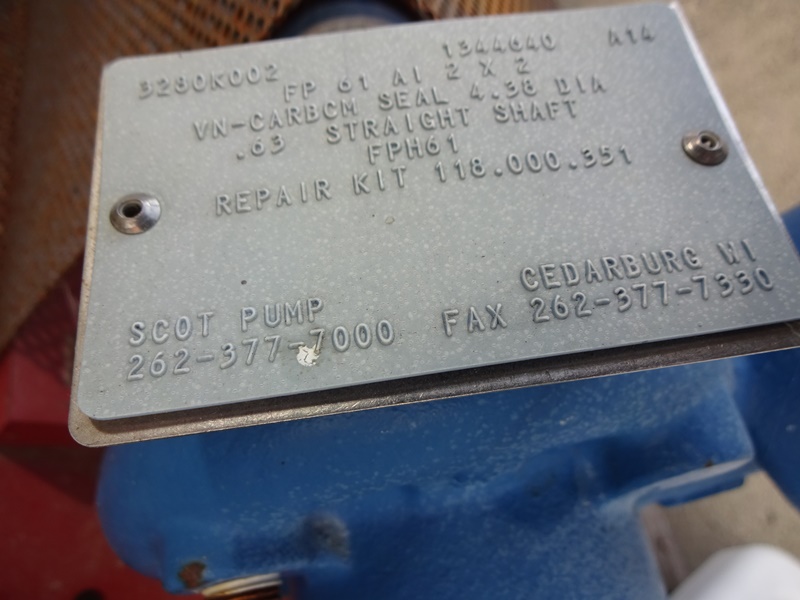 3280K002 1344640 A14
FP 61 AI 2 X 2
VN-CARBCM SEAL 4.38 DIA
.63 STRAIGHT SHAFT
FPH61
REPAIR KIT 118.000.351
SCOT PUMP CEDARBURG WI
262-377-7000 FAX 262-377-7330